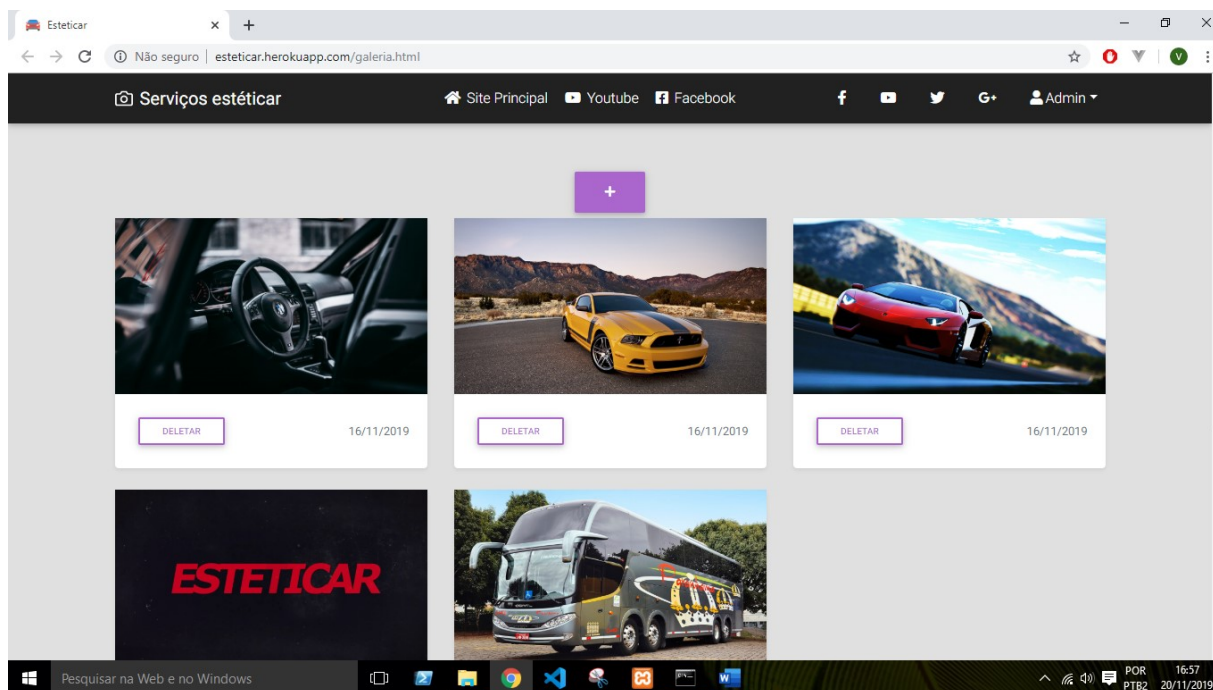 Esteticar
Não seguro | esteticar.herokuapp.com/galeria.html
V
Serviços estéticar
Site Principal Youtube Facebook
G+
Admin
+
DELETAR 16/11/2019
DELETAR 16/11/2019
DELETAR 16/11/2019
ESTETICAR
Pesquisar na Web e no Windows
POR 16:57
PTB2 20/11/2019